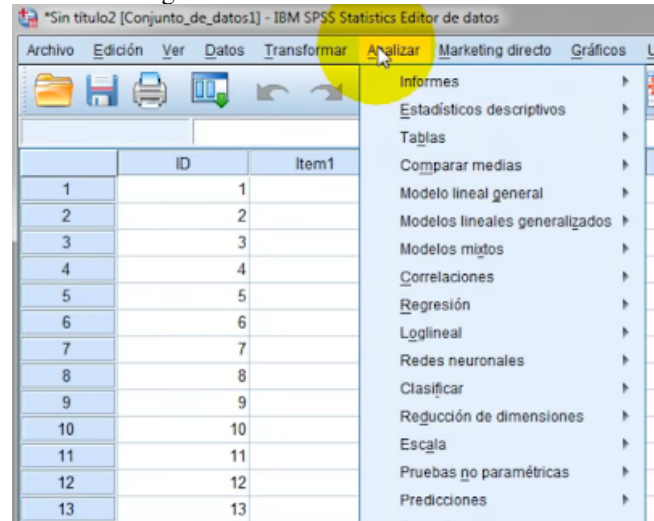 *Sin título2 [Conjunto_de_datos1] - IBM SPSS Statistics Editor de datos
Archivo Edición Ver Datos Transformar Analizar Marketing directo Gráficos
ID Item1
1 1
2 2
3 3
4 4
5 5
6 6
7 7
8 8
9 9
10 10
11 11
12 12
13 13
Informes
Estadísticos descriptivos
Tablas
Comparar medias
Modelo lineal general
Modelos lineales generalizados
Modelos mixtos
Correlaciones
Regresión
Loglineal
Redes neuronales
Clasificar
Reducción de dimensiones
Escala
Pruebas no paramétricas
Predicciones